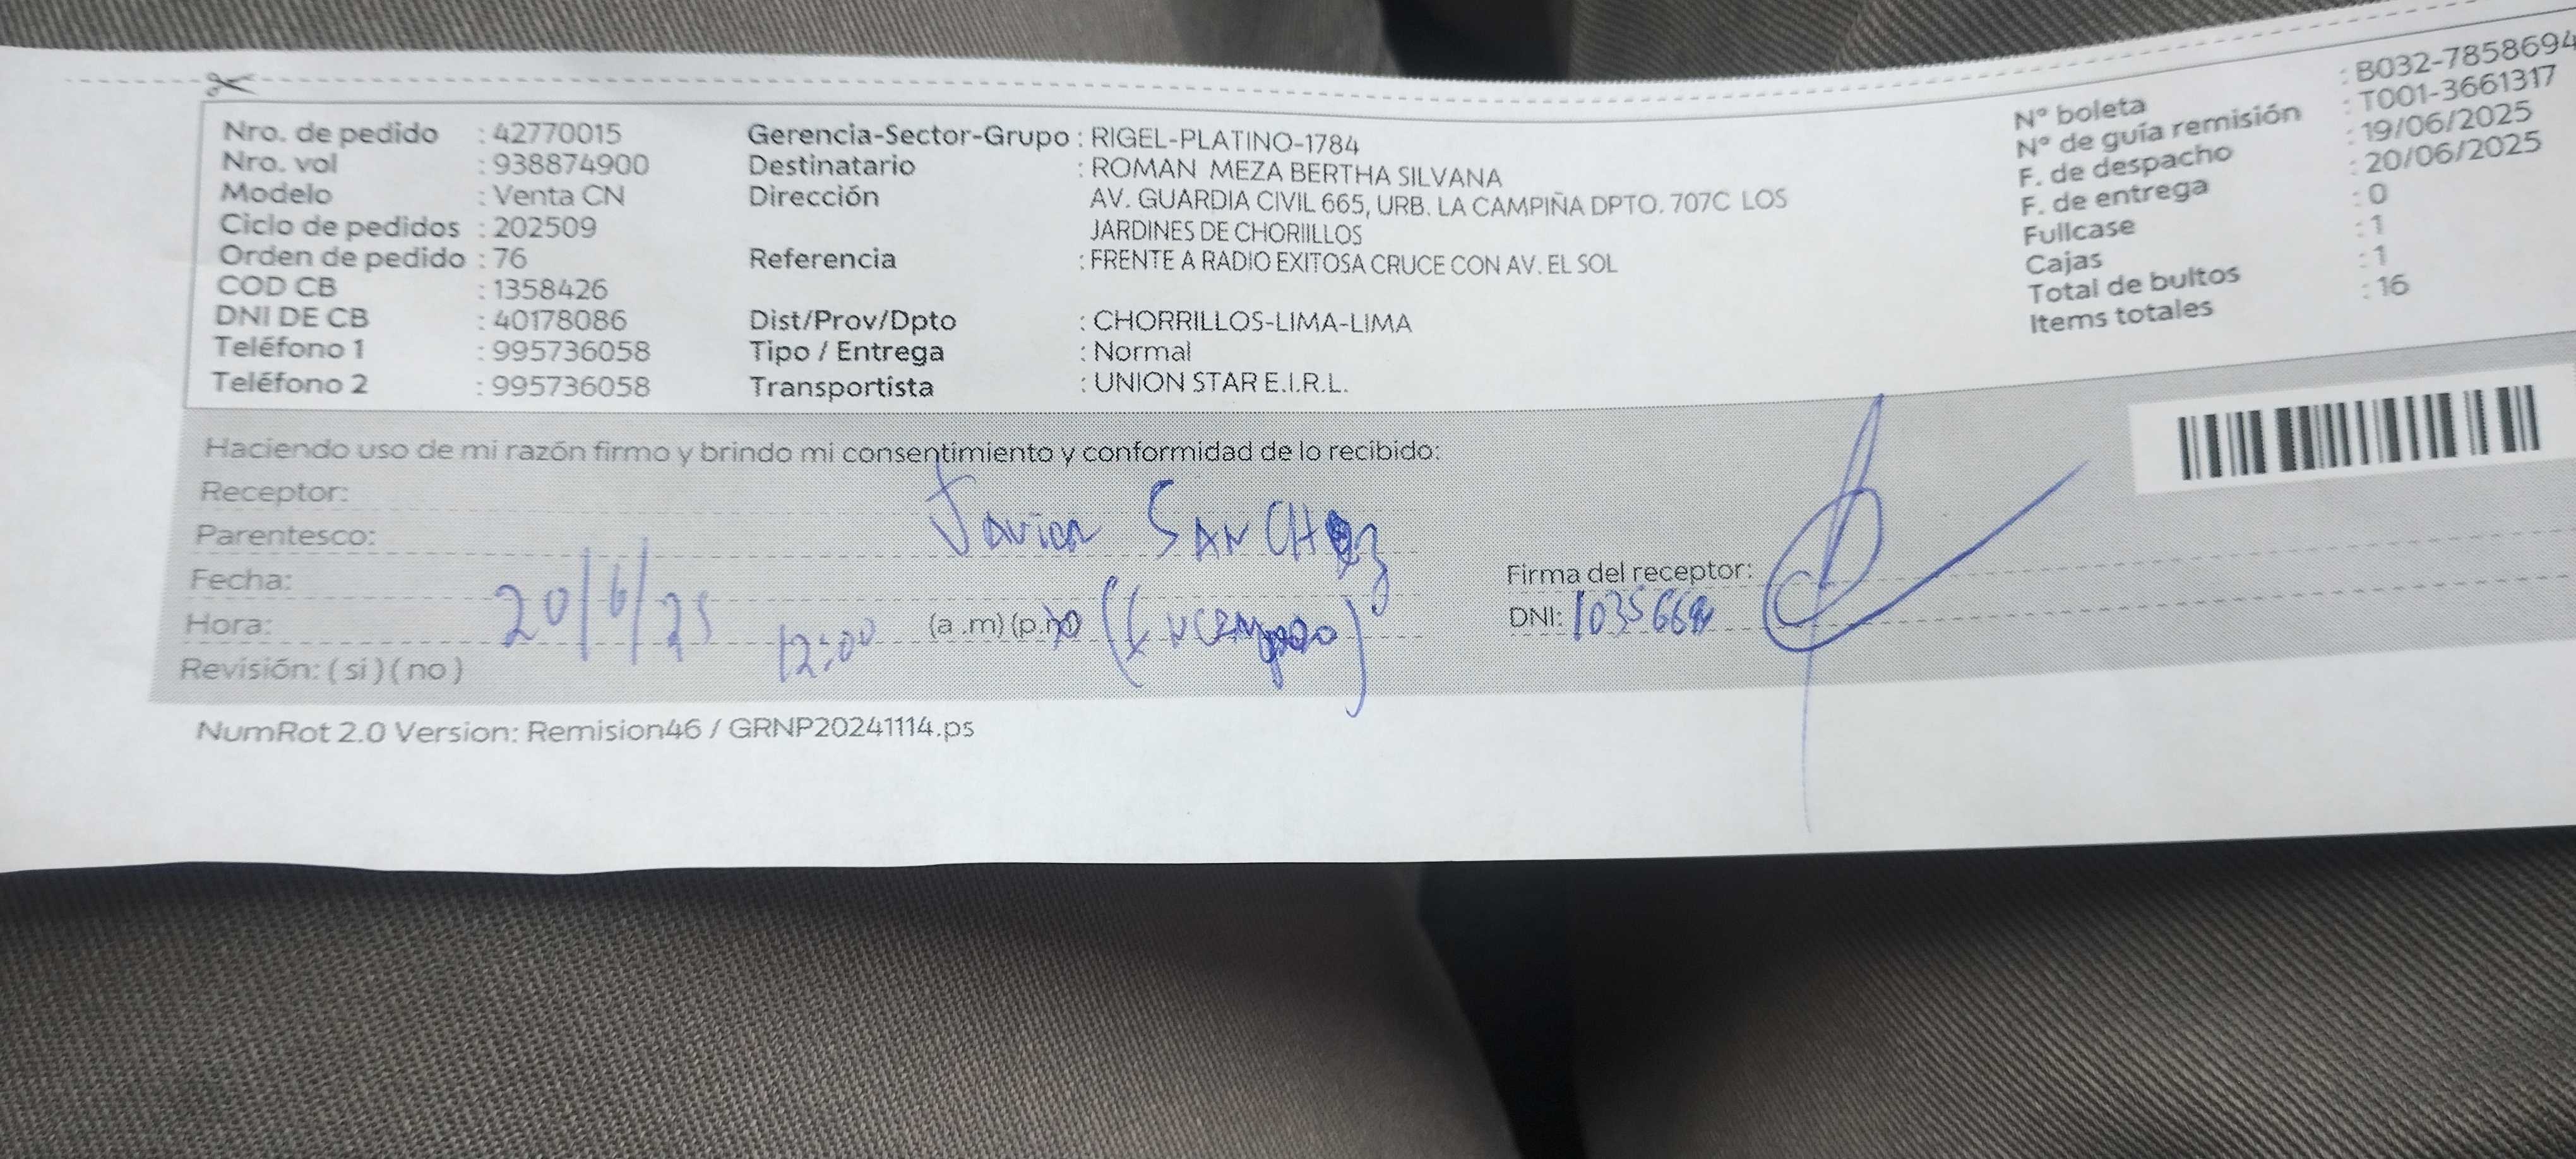 Nro. de pedido : 42770015 Gerencia-Sector-Grupo : RIGEL-PLATINO-1784 N° boleta : B032-7858694
Nro. vol : 938874900 Destinatario : ROMAN MEZA BERTHA SILVANA N° de guía remisión : T001-3661317
Modelo : Venta CN Dirección AV. GUARDIA CIVIL 665, URB. LA CAMPIÑA DPTO. 707C LOS F. de despacho : 19/06/2025
Ciclo de pedidos : 202509 JARDINES DE CHORIILLOS F. de entrega : 20/06/2025
Orden de pedido : 76 Referencia : FRENTE A RADIO EXITOSA CRUCE CON AV. EL SOL Fullcase : 0
COD CB : 1358426 Cajas : 1
DNI DE CB : 40178086 Dist/Prov/Dpto : CHORRILLOS-LIMA-LIMA Total de bultos : 1
Teléfono 1 : 995736058 Tipo / Entrega : Normal Items totales : 16
Teléfono 2 : 995736058 Transportista : UNION STAR E.I.R.L.
Haciendo uso de mi razón firmo y brindo mi consentimiento y conformidad de lo recibido:
Receptor: Javier SANCHEZ
Parentesco:
Fecha: 20/6/25 Firma del receptor:
Hora: 12:00 (a .m) (p.m) DNI:
Revisión: ( si ) ( no )
NumRot 2.0 Version: Remision46 / GRNP20241114.ps